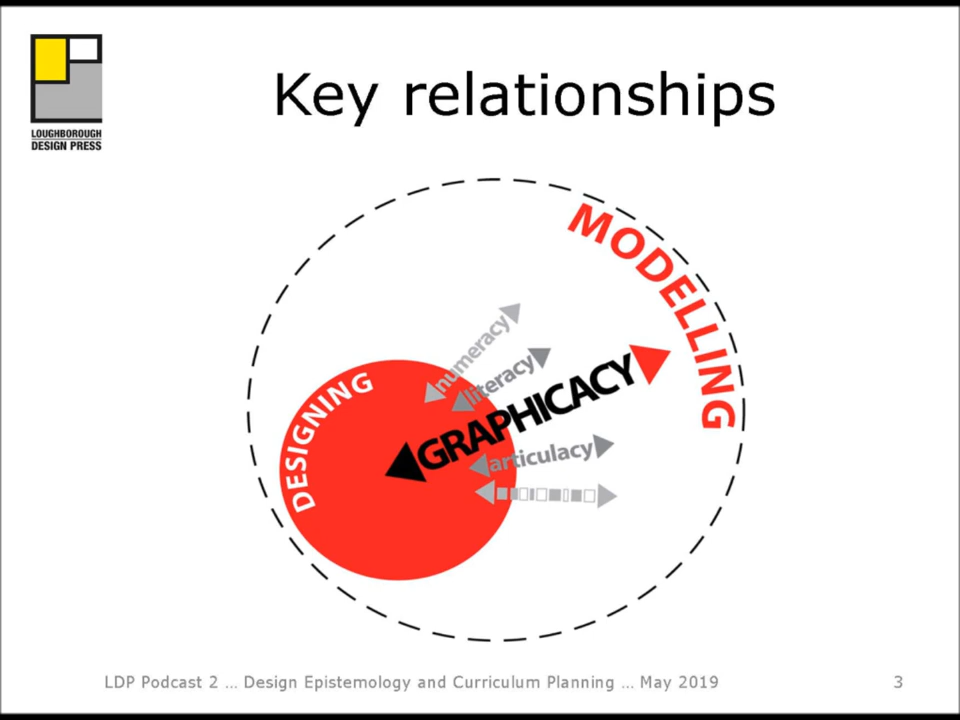 LOUGHBOROUGH
DESIGN PRESS
Key relationships
MODELLING
numeracy
literacy
DESIGNING
GRAPHICACY
articulacy
LDP Podcast 2 ... Design Epistemology and Curriculum Planning ... May 2019
3